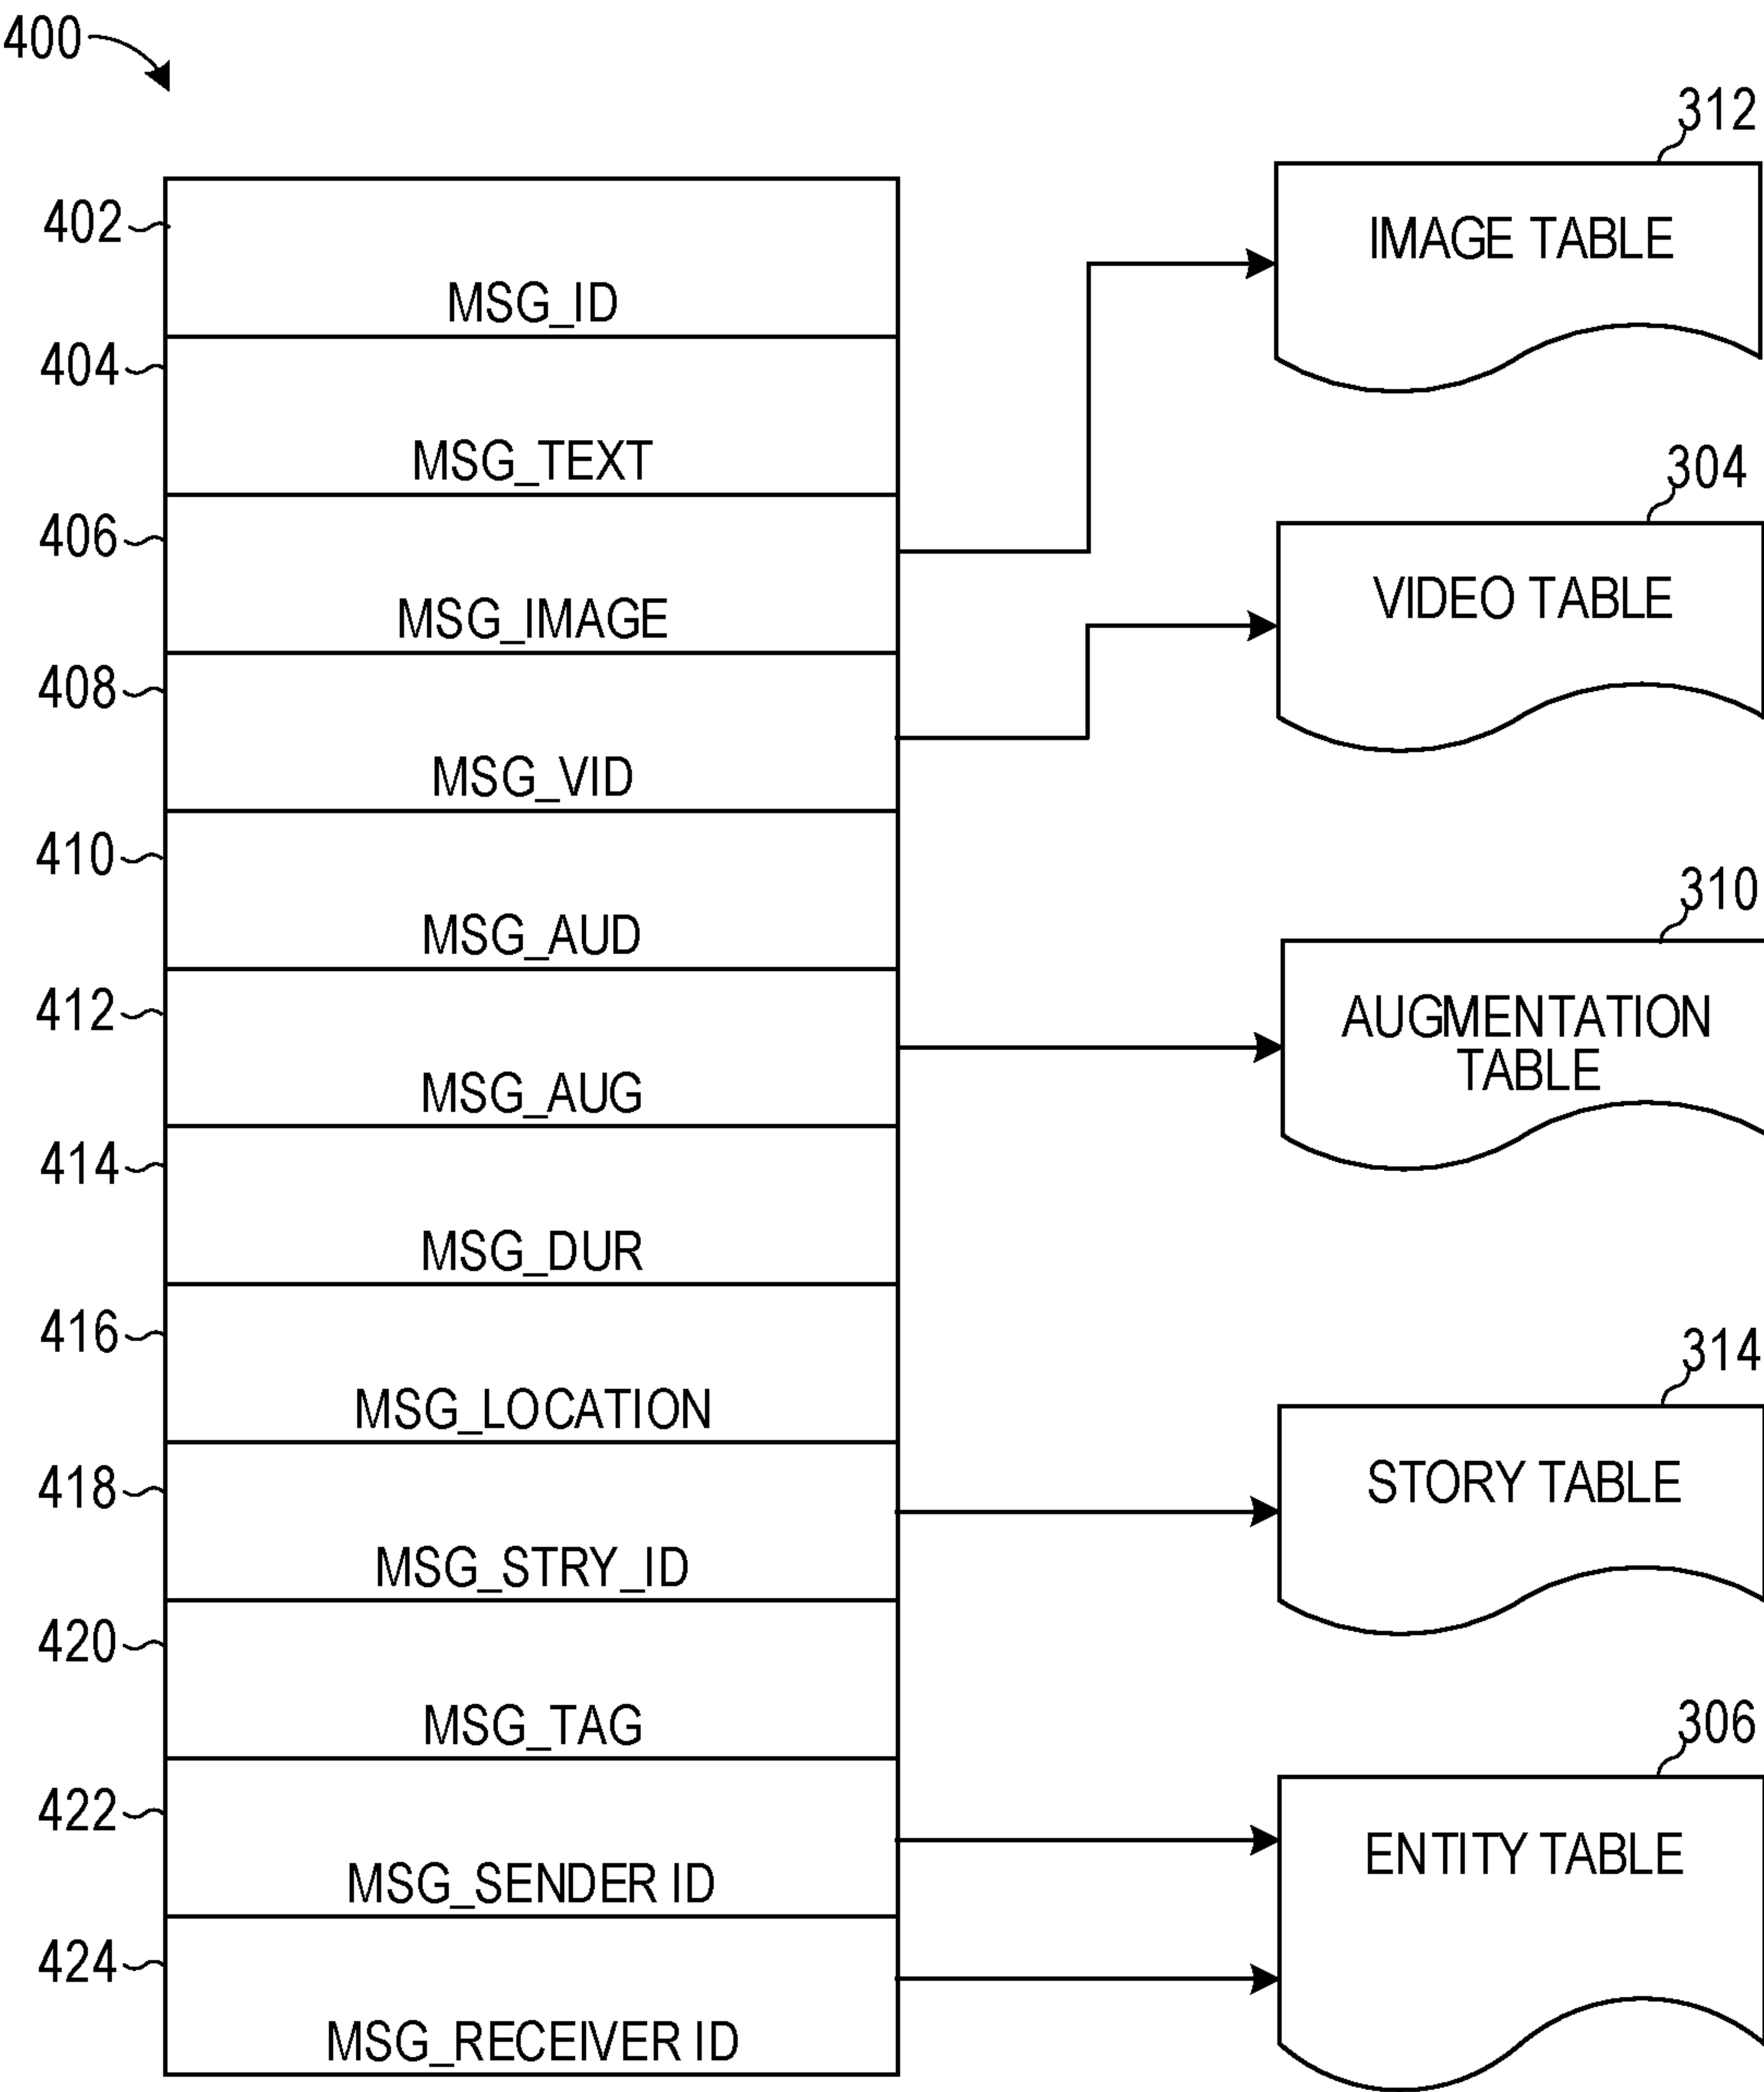 400
402
MSG_ID
404
MSG_TEXT
406
MSG_IMAGE
408
MSG_VID
410
MSG_AUD
412
MSG_AUG
414
MSG_DUR
416
MSG_LOCATION
418
MSG_STRY_ID
420
MSG_TAG
422
MSG_SENDER ID
424
MSG_RECEIVER ID
312
IMAGE TABLE
304
VIDEO TABLE
310
AUGMENTATION
TABLE
314
STORY TABLE
306
ENTITY TABLE